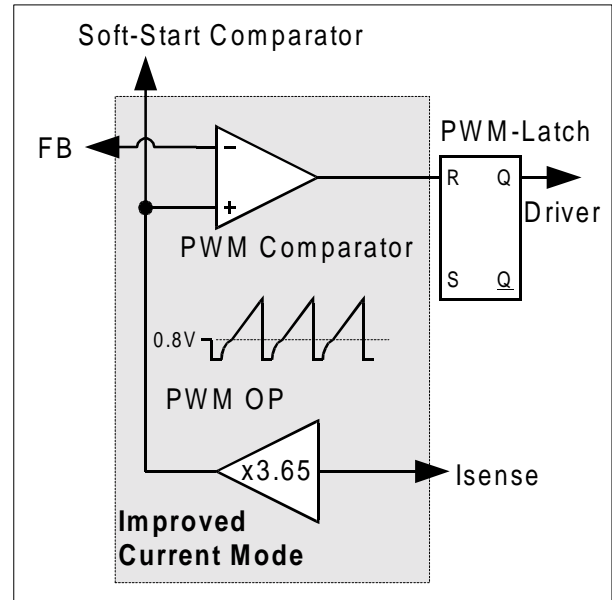 Soft-Start Comparator
FB
PWM-Latch
R Q
Driver
PWM Comparator
S Q
0.8V
PWM OP
x3.65
Isense
Improved
Current Mode